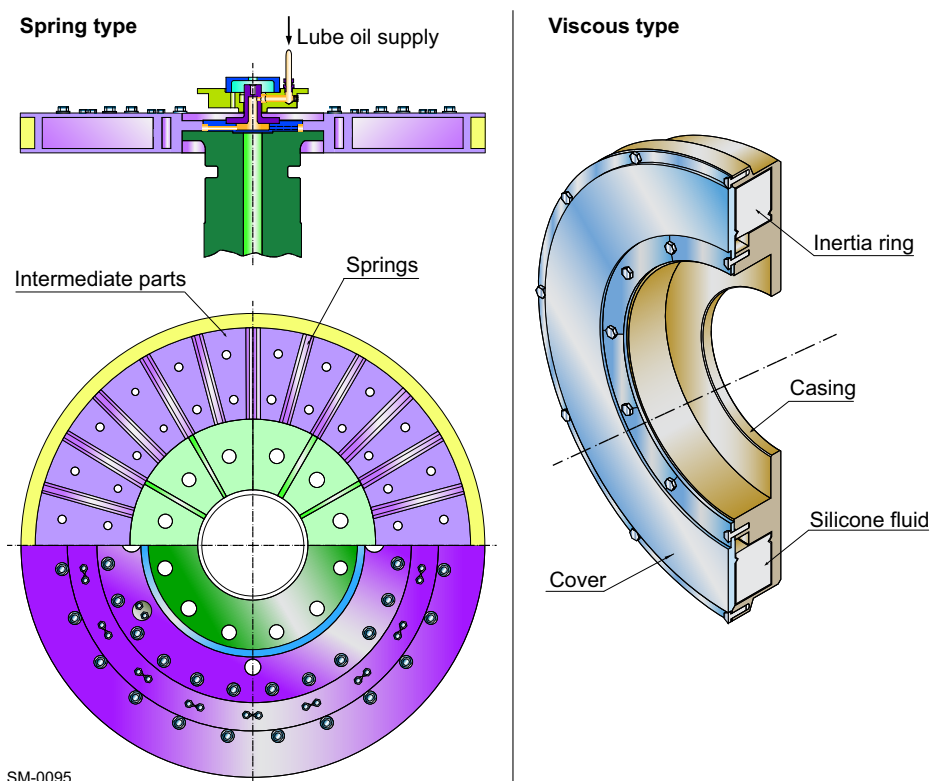 Spring type
Lube oil supply
Intermediate parts
Springs
SM-0095
Viscous type
Inertia ring
Casing
Silicone fluid
Cover